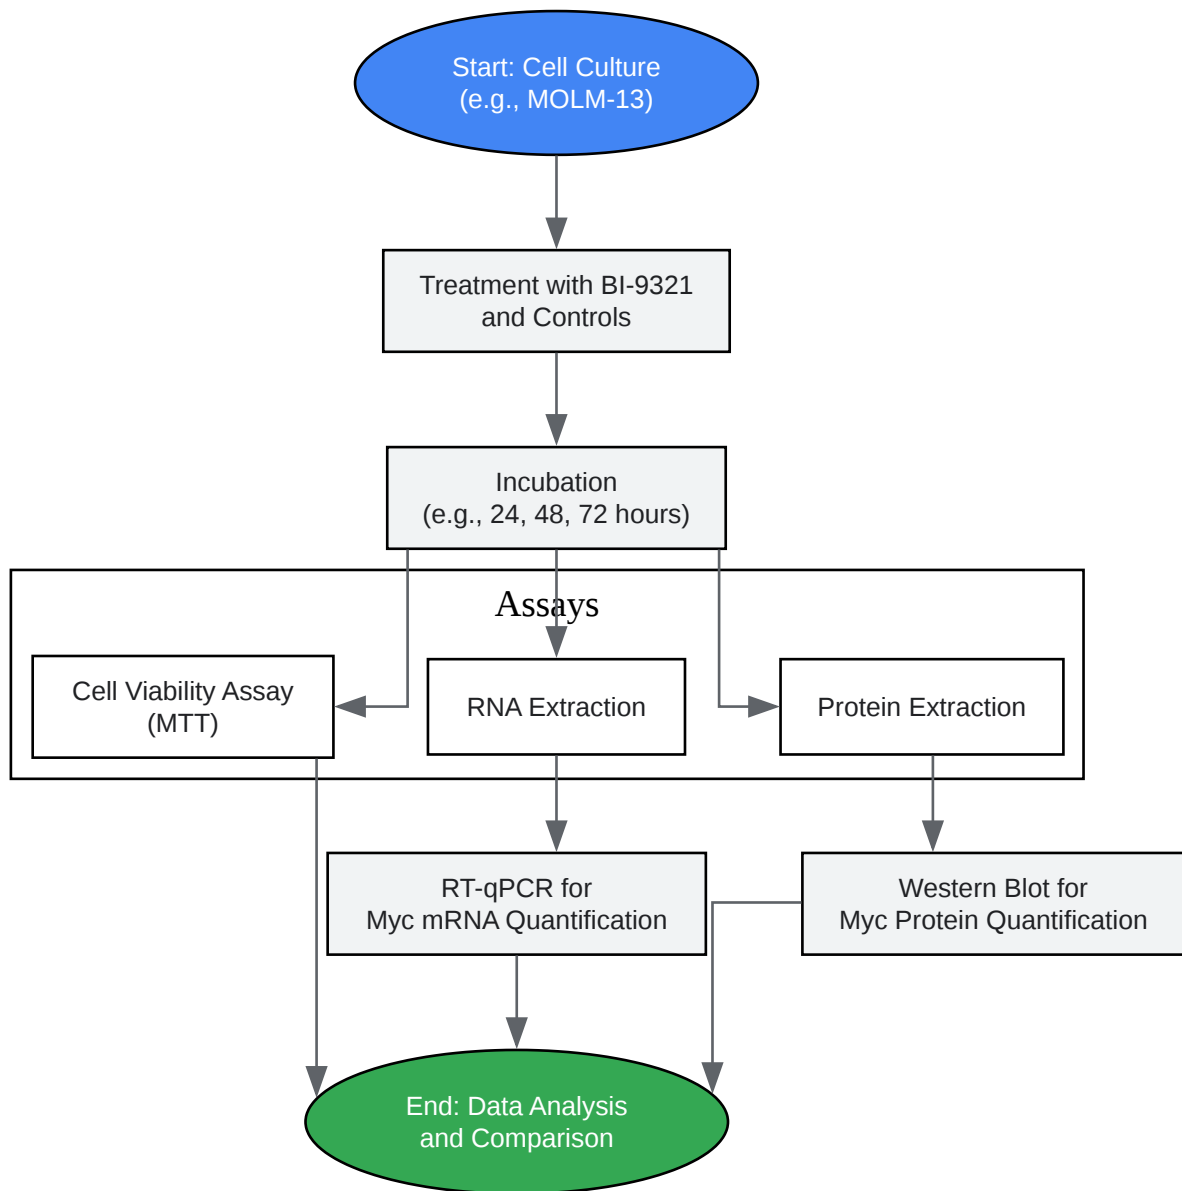 Start: Cell Culture
(e.g., MOLM-13)
Treatment with BI-9321
and Controls
Incubation
(e.g., 24, 48, 72 hours)
Assays
Cell Viability Assay
(MTT)
RNA Extraction
Protein Extraction
RT-qPCR for
Myc mRNA Quantification
Western Blot for
Myc Protein Quantification
End: Data Analysis
and Comparison